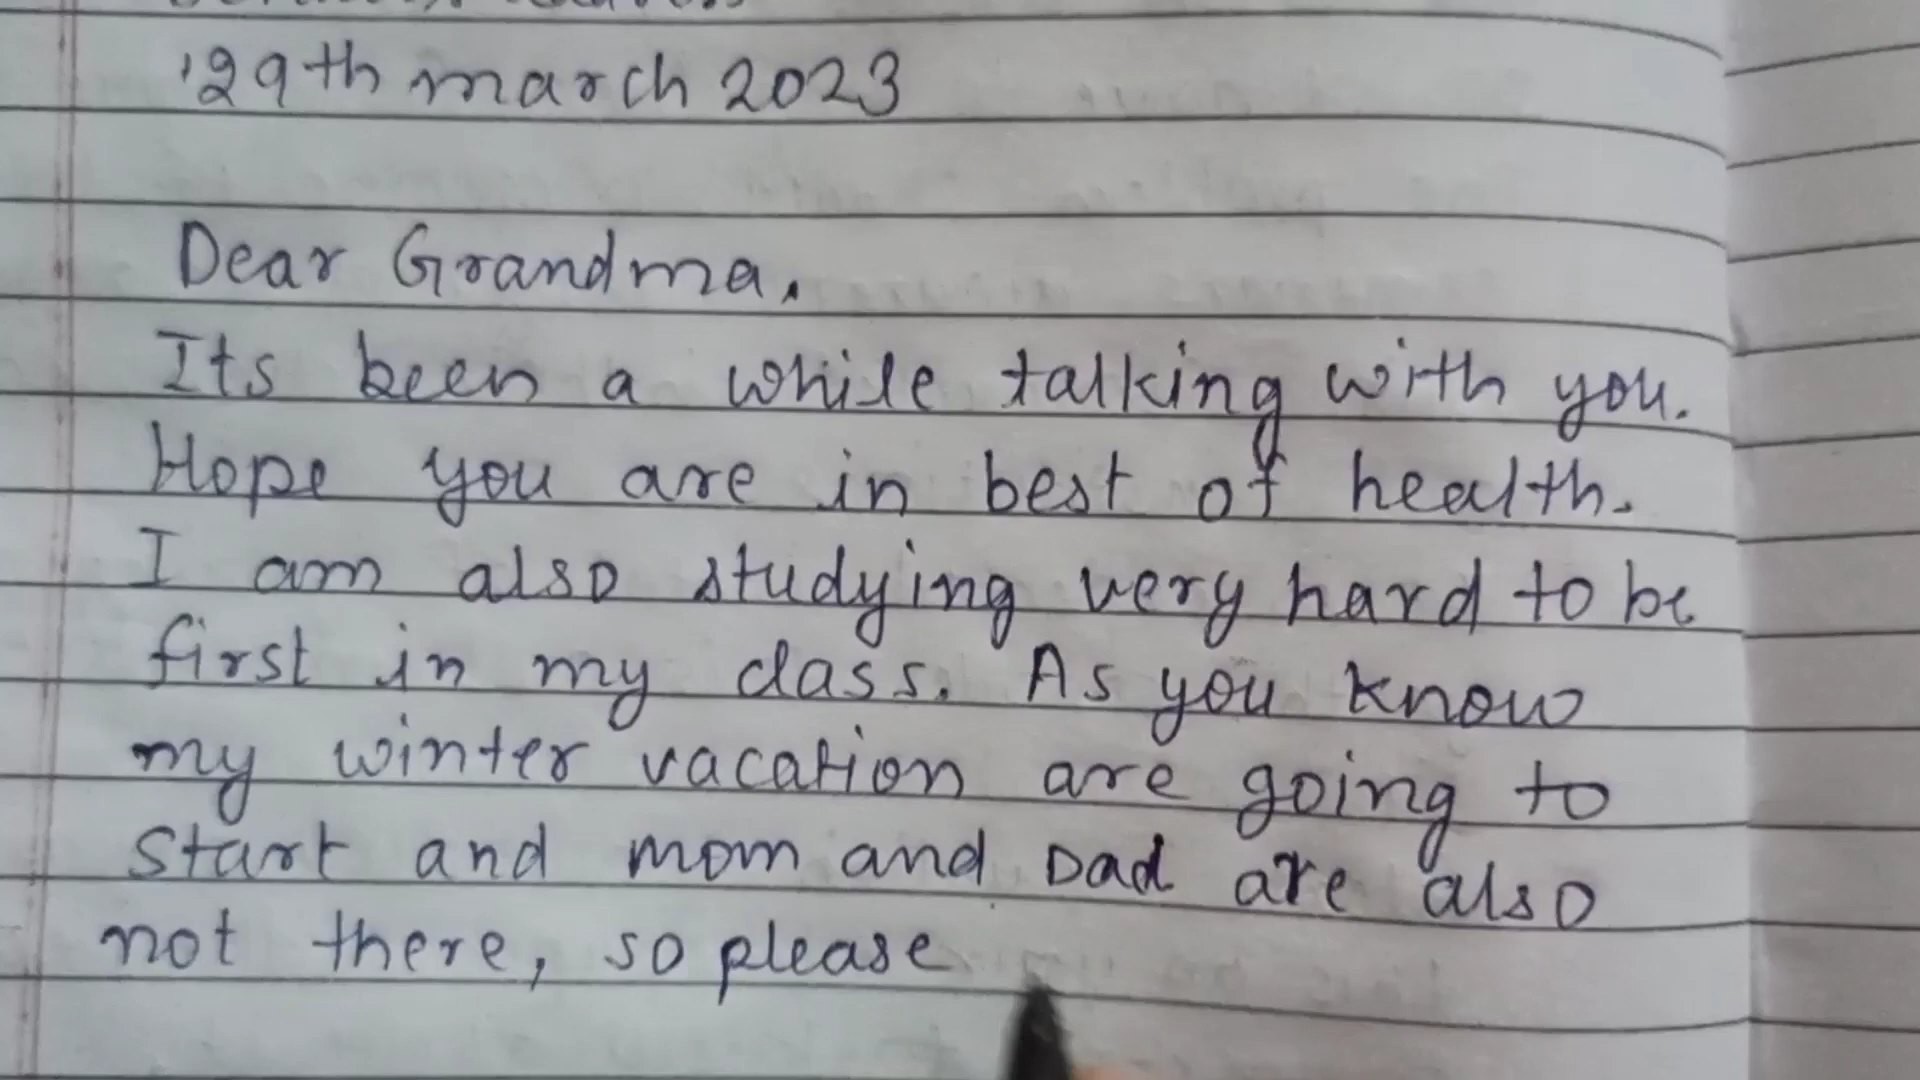 29th march 2023
Dear Grandma,
Its been a while talking with you.
Hope you are in best of health.
I am also studying very hard to be
first in my class. As you know
my winter vacation are going to
start and mom and Dad are also
not there, so please